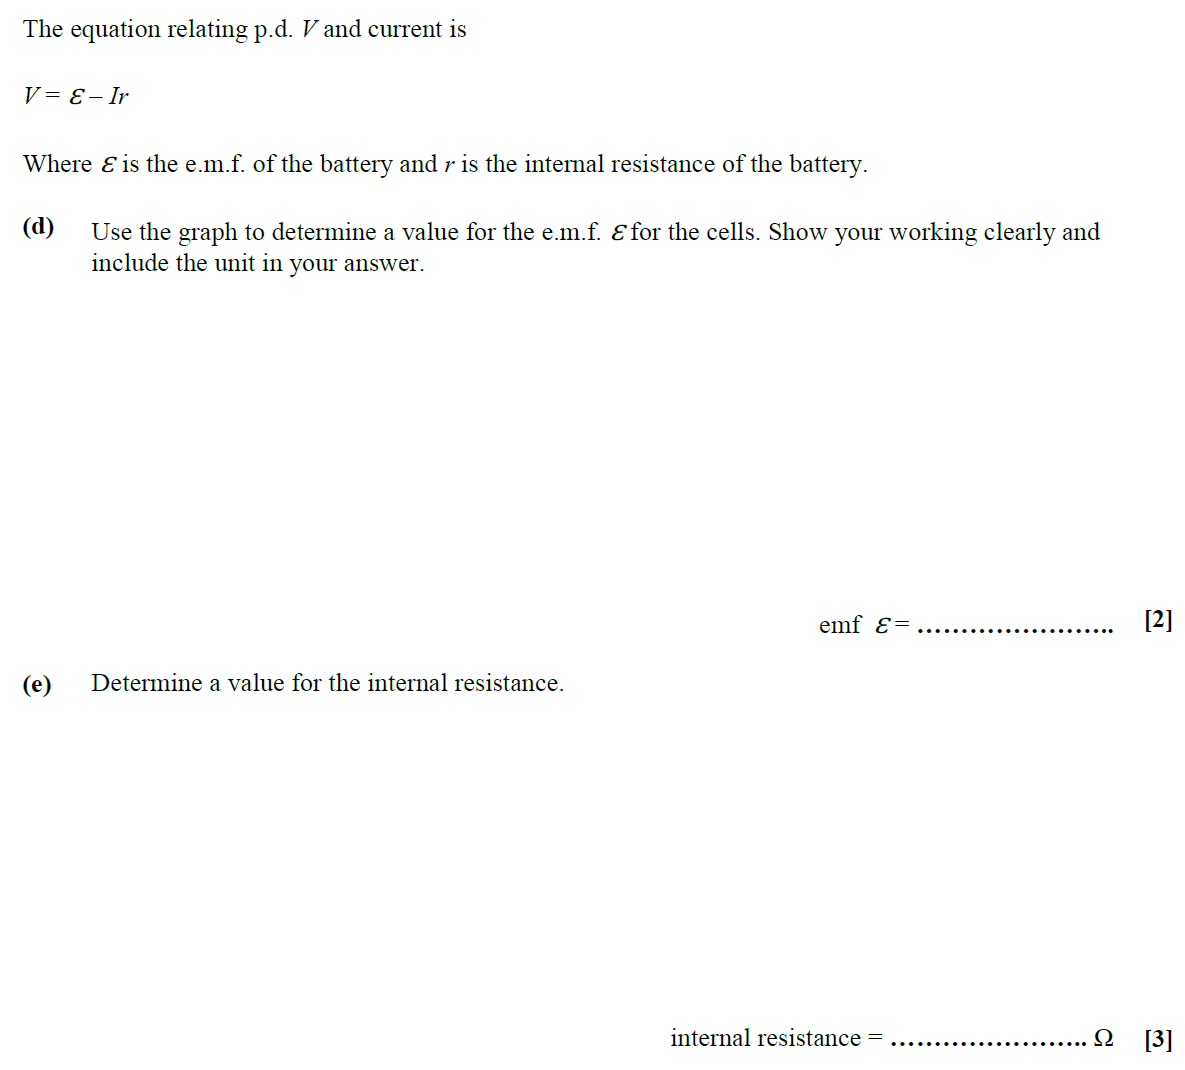 The equation relating p.d. V and current is
V = ℰ – Ir
Where ℰ is the e.m.f. of the battery and r is the internal resistance of the battery.
(d) Use the graph to determine a value for the e.m.f. ℰ for the cells. Show your working clearly and
include the unit in your answer.
emf ℰ = ........................ [2]
(e) Determine a value for the internal resistance.
internal resistance = ........................ Ω [3]